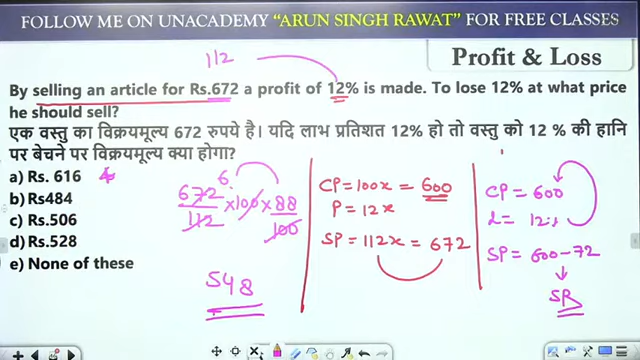 FOLLOW ME ON UNACADEMY “ARUN SINGH RAWAT” FOR FREE CLASSES
112
Profit & Loss
By selling an article for Rs.672 a profit of 12% is made. To lose 12% at what price
he should sell?
एक वस्तु का विक्रयमूल्य 672 रुपये है। यदि लाभ प्रतिशत 12% हो तो वस्तु को 12 % की हानि
पर बेचने पर विक्रयमूल्य क्या होगा?
a) Rs. 616
b) Rs484
c) Rs.506
d) Rs.528
e) None of these
6
672/112 × 100 × 88/100
548
CP = 100x = 600
P = 12x
SP = 112x = 672
CP = 600
L = 12%
SP = 600-72
SP